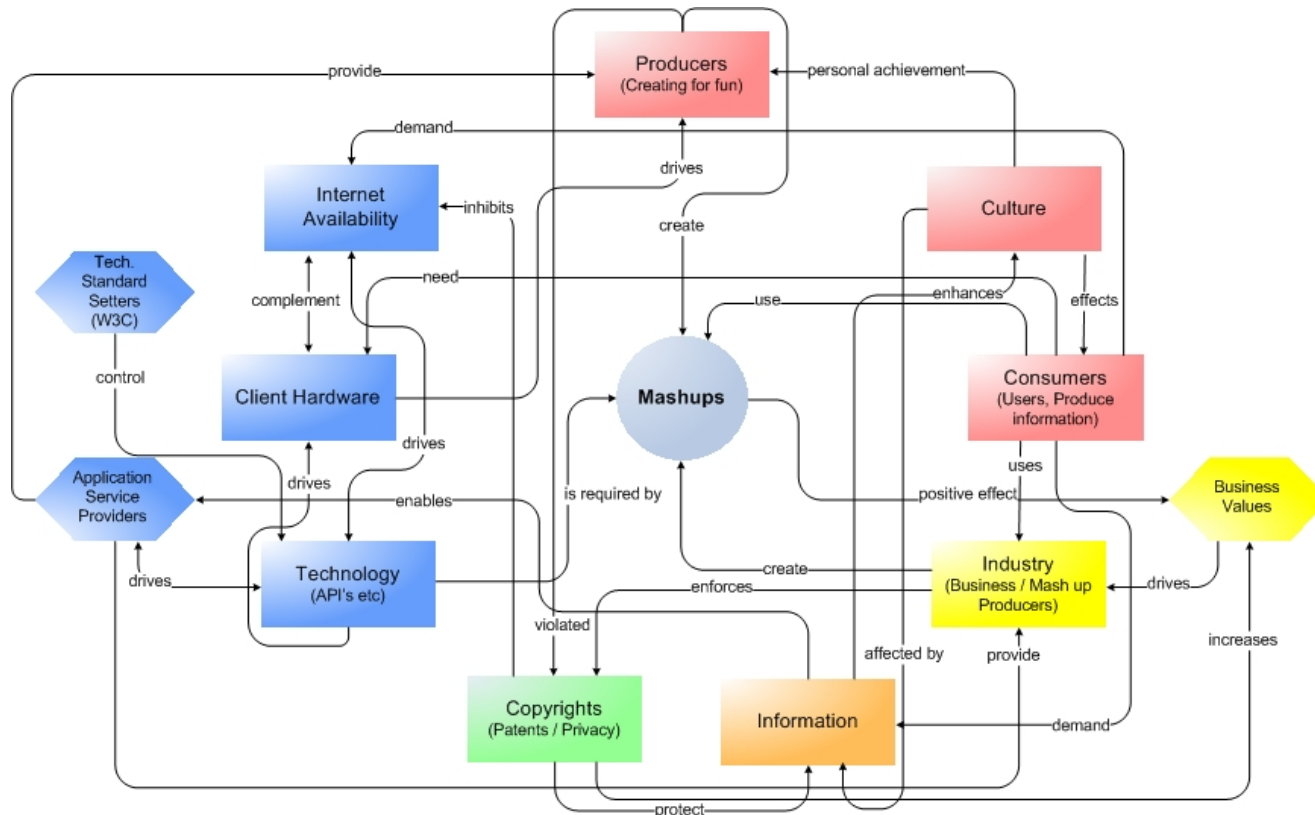 Producers
(Creating for fun)
provide
personal achievement
demand
drives
Internet
Availability
inhibits
create
Culture
Tech.
Standard
Setters
(W3C)
need
complement
use
enhances
effects
control
Client Hardware
Mashups
Consumers
(Users, Produce
information)
drives
uses
Application
Service
Providers
drives
enables
is required by
positive effect
Business
Values
drives
Technology
(API's etc)
create
enforces
Industry
(Business / Mash up
Producers)
drives
violated
affected by
provide
increases
Copyrights
(Patents / Privacy)
Information
demand
protect